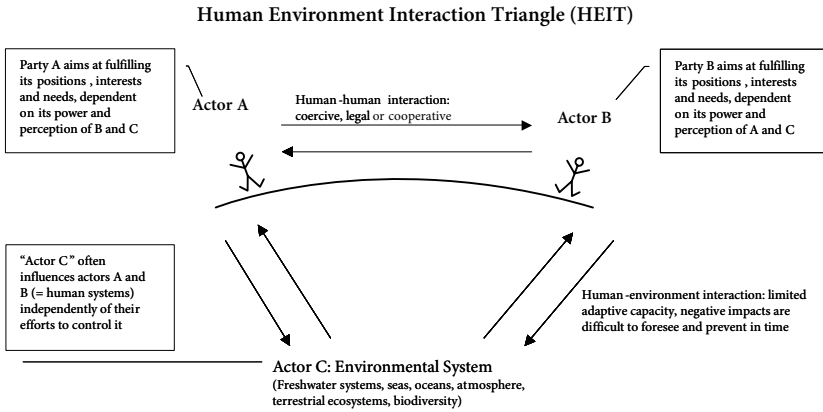 Human Environment Interaction Triangle (HEIT)
Party A aims at fulfilling
its positions , interests
and needs, dependent
on its power and
perception of B and C
Actor A
Human-human interaction:
coercive, legal or cooperative
Actor B
Party B aims at fulfilling
its positions , interests
and needs, dependent
on its power and
perception of A and C
"Actor C" often
influences actors A and
B (= human systems)
independently of their
efforts to control it
Human-environment interaction: limited
adaptive capacity, negative impacts are
difficult to foresee and prevent in time
Actor C: Environmental System
(Freshwater systems, seas, oceans, atmosphere,
terrestrial ecosystems, biodiversity)